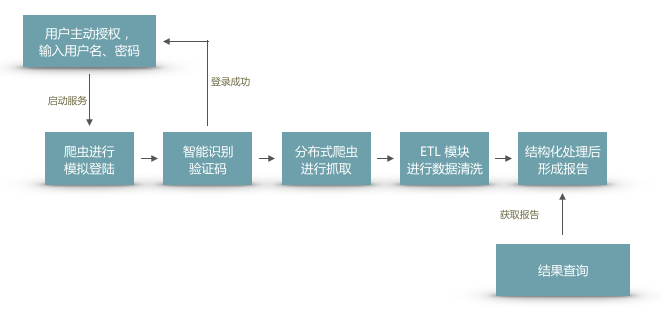 用户主动授权，
输入用户名、密码
登录成功
启动服务
爬虫进行
模拟登陆
智能识别
验证码
分布式爬虫
进行抓取
ETL 模块
进行数据清洗
结构化处理后
形成报告
获取报告
结果查询